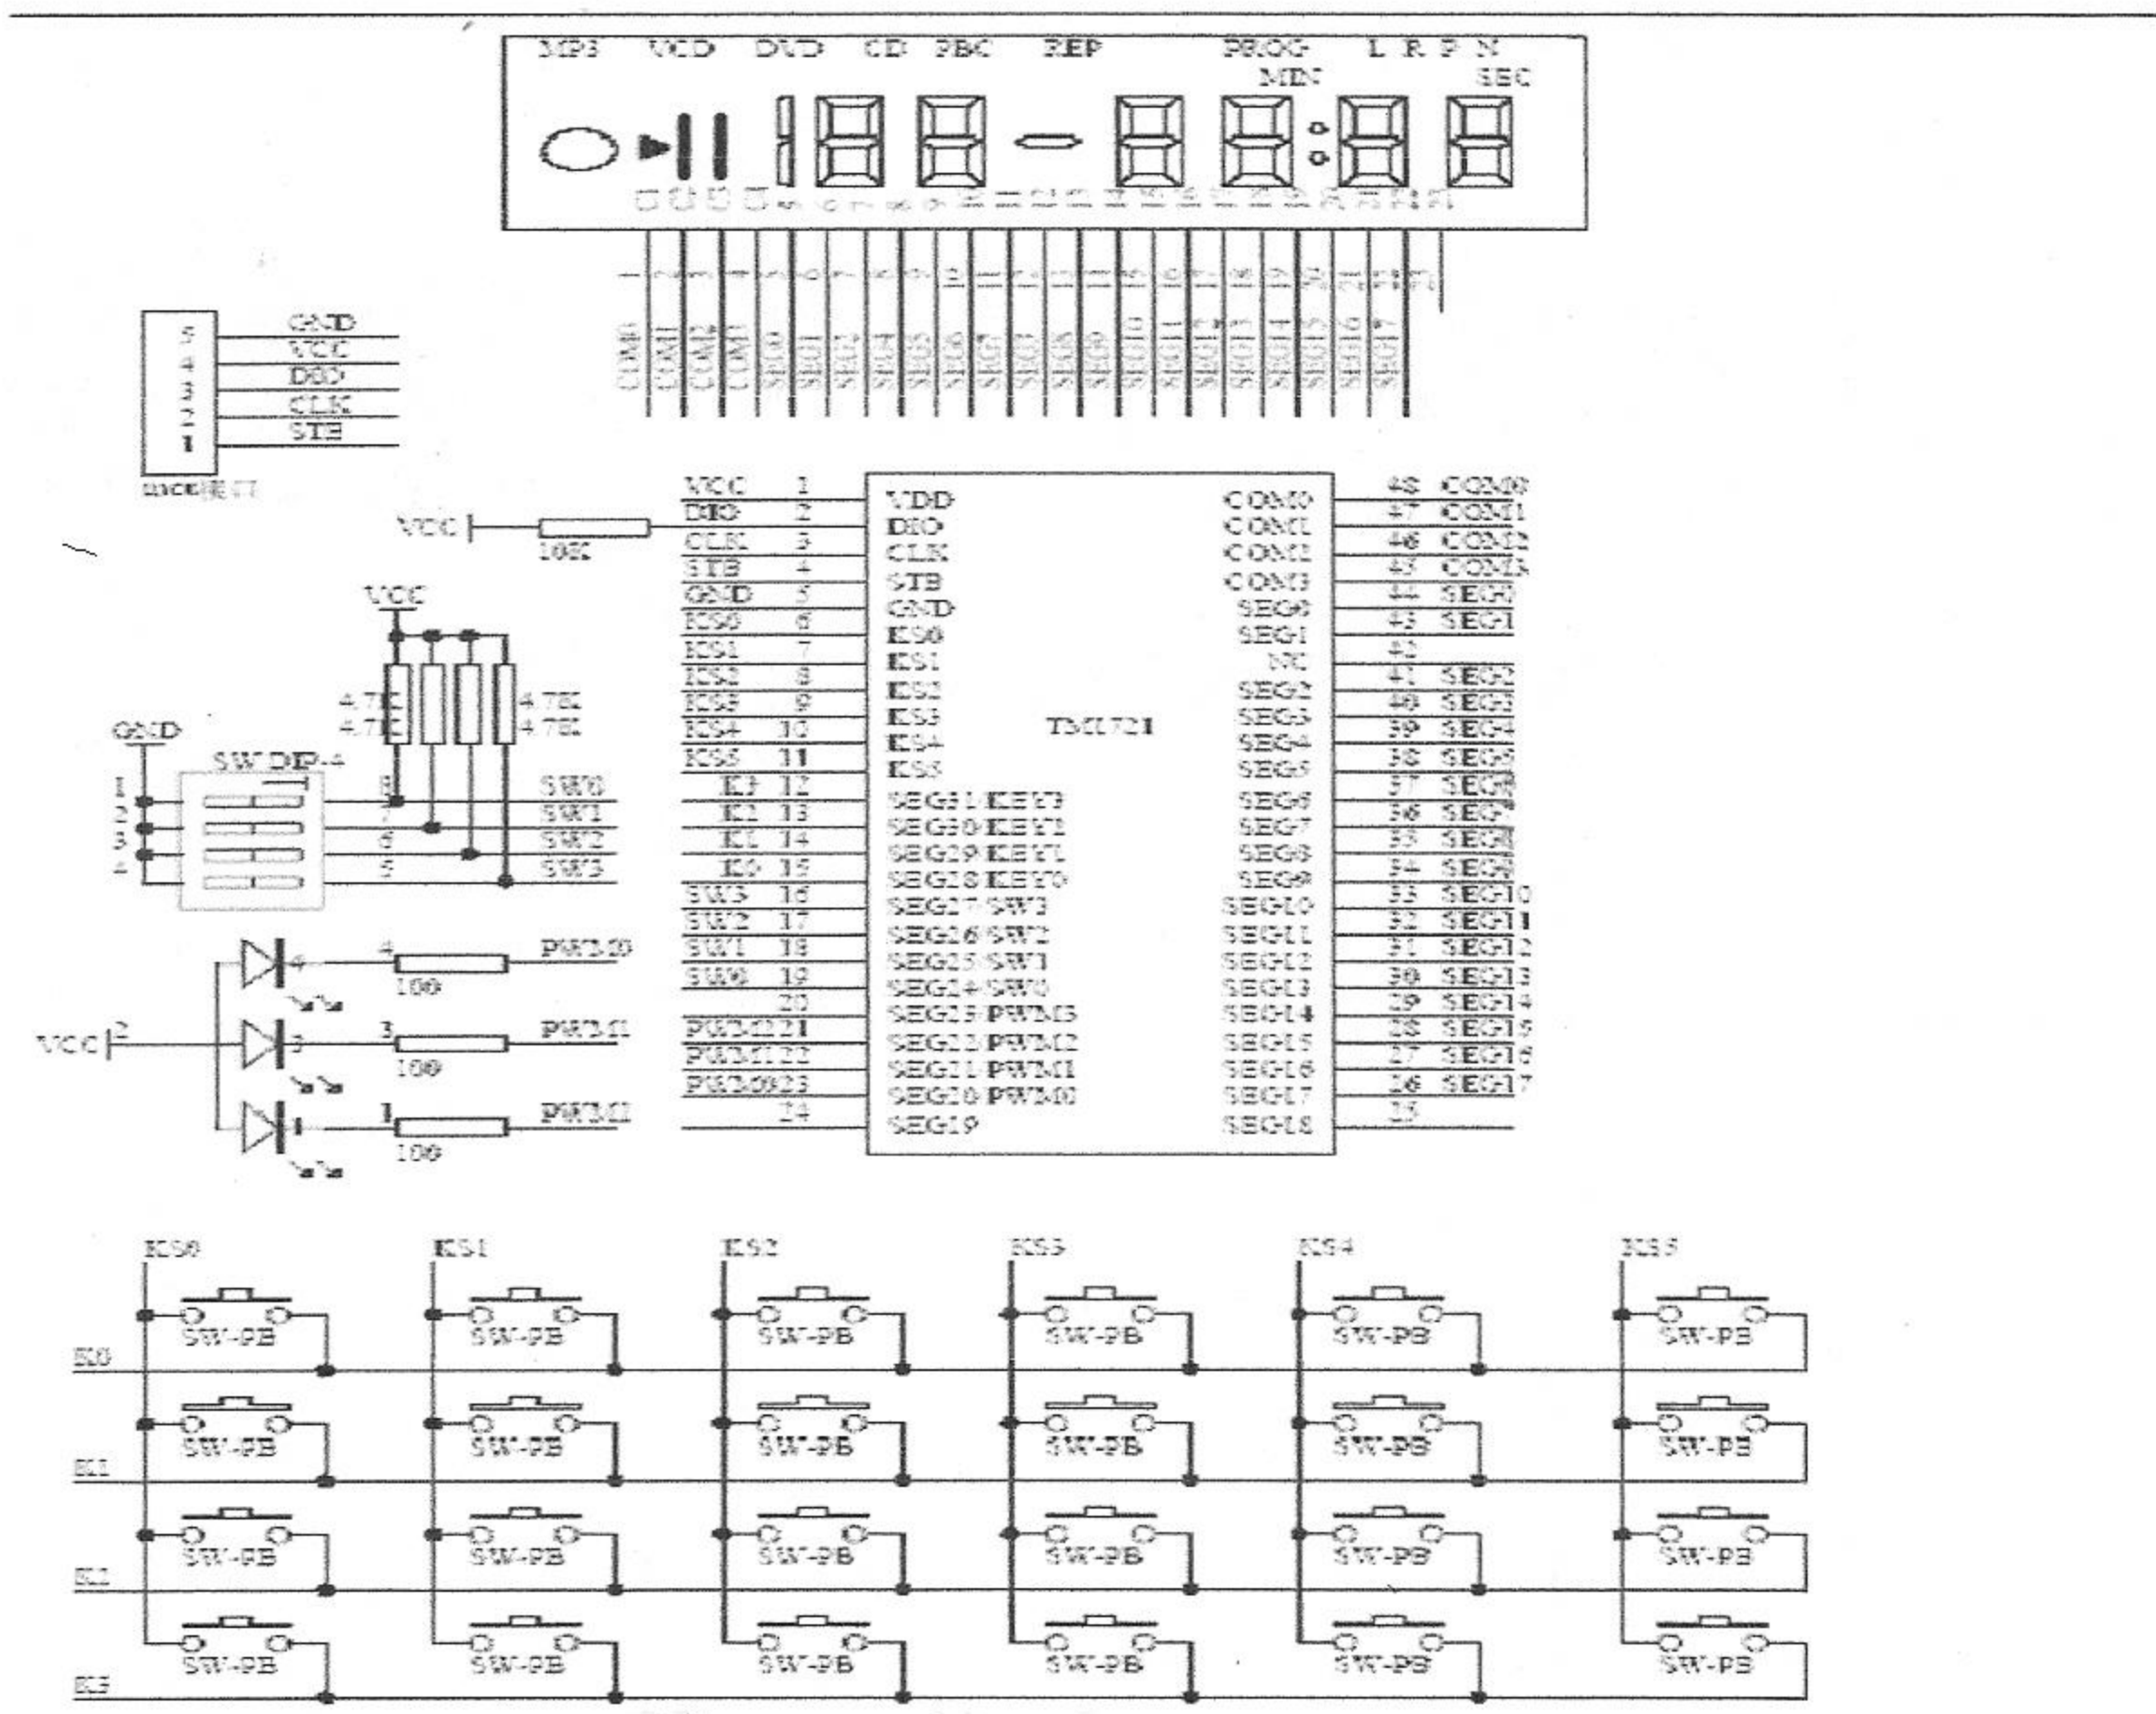 MP3 VCD DVD CD PBC REP PROG L R P N
MIN SEC
GND
5
VCC
4
DIO
3
CLK
2
STB
1
COM0
COM1
COM2
COM3
SEG0
SEG1
SEG2
SEG4
SEG5
SEG6
SEG7
SEG3
SEG8
SEG9
SEG10
SEG11
SEG12
SEG13
SEG14
SEG15
SEG16
SEG17
VCC 1 VDD COM0 48 COM0
VCC 10K
DIO 2 DIO COM1 47 COM1
CLK 3 CLK COM2 46 COM2
STB 4 STB COM3 45 COM3
GND 5 GND SEG0 44 SEG0
KS0 6 KS0 SEG1 43 SEG1
KS1 7 KS1 NC 42
KS2 8 KS2 SEG2 41 SEG2
KS3 9 KS3 SEG3 40 SEG3
KS4 10 KS4 SEG4 39 SEG4
KS5 11 KS5 SEG5 38 SEG5
K3 12 SEG31/KEY3 SEG6 37 SEG6
K2 13 SEG30/KEY2 SEG7 36 SEG7
K1 14 SEG29/KEY1 SEG8 35 SEG8
K0 15 SEG28/KEY0 SEG9 34 SEG9
SW3 16 SEG27/SW3 SEG10 33 SEG10
SW2 17 SEG26/SW2 SEG11 32 SEG11
SW1 18 SEG25/SW1 SEG12 31 SEG12
SW0 19 SEG24/SW0 SEG13 30 SEG13
20 SEG23/PWM3 SEG14 29 SEG14
PWM2 21 SEG22/PWM2 SEG15 28 SEG15
PWM1 22 SEG21/PWM1 SEG16 27 SEG16
PWM0 23 SEG20/PWM0 SEG17 26 SEG17
24 SEG19 SEG18 25
TM1721
VCC
4.7K 4.7K
4.7K 4.7K
GND
SW DIP-4
1 8 SW0
2 7 SW1
3 6 SW2
4 5 SW3
4 4 PWM0
100
VCC 2 3 3 PWM1
100
1 1 PWM2
100
KS0 KS1 KS2 KS3 KS4 KS5
SW-PB SW-PB SW-PB SW-PB SW-PB SW-PB
K0
SW-PB SW-PB SW-PB SW-PB SW-PB SW-PB
K1
SW-PB SW-PB SW-PB SW-PB SW-PB SW-PB
K2
SW-PB SW-PB SW-PB SW-PB SW-PB SW-PB
K3